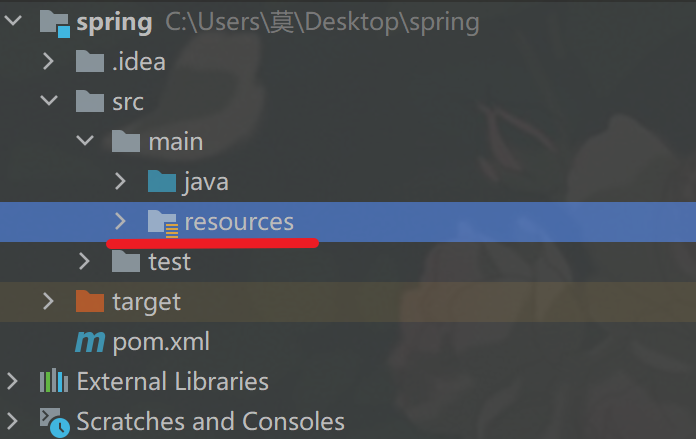 spring C:\Users\莫\Desktop\spring
.idea
src
main
java
resources
test
target
pom.xml
External Libraries
Scratches and Consoles